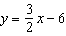 y = 3/2 x − 6